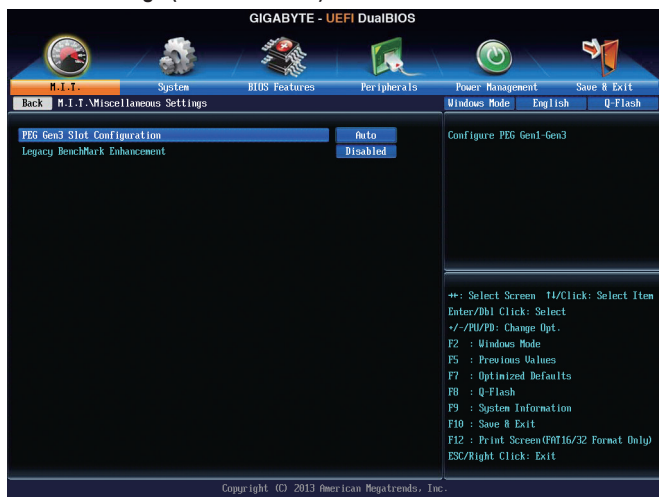 GIGABYTE - UEFI DualBIOS
M.I.T.
System
BIOS Features
Peripherals
Power Management
Save & Exit
Back M.I.T.\Miscellaneous Settings
Windows Mode English Q-Flash
PEG Gen3 Slot Configuration Auto
Legacy BenchMark Enhancement Disabled
Configure PEG Gen1-Gen3
→←: Select Screen ↑↓/Click: Select Item
Enter/Dbl Click: Select
+/-/PU/PD: Change Opt.
F2 : Windows Mode
F5 : Previous Values
F7 : Optimized Defaults
F8 : Q-Flash
F9 : System Information
F10 : Save & Exit
F12 : Print Screen(FAT16/32 Format Only)
ESC/Right Click: Exit
Copyright (C) 2013 American Megatrends, Inc.